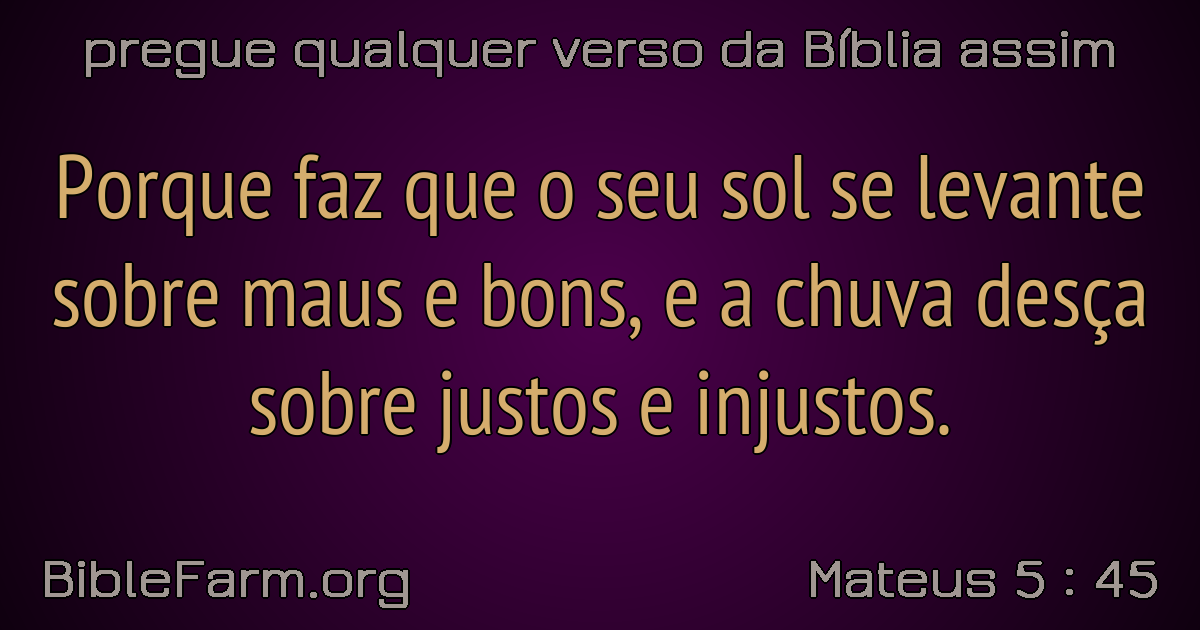 pregue qualquer verso da Bíblia assim
Porque faz que o seu sol se levante
sobre maus e bons, e a chuva desça
sobre justos e injustos.
BibleFarm.org
Mateus 5 : 45